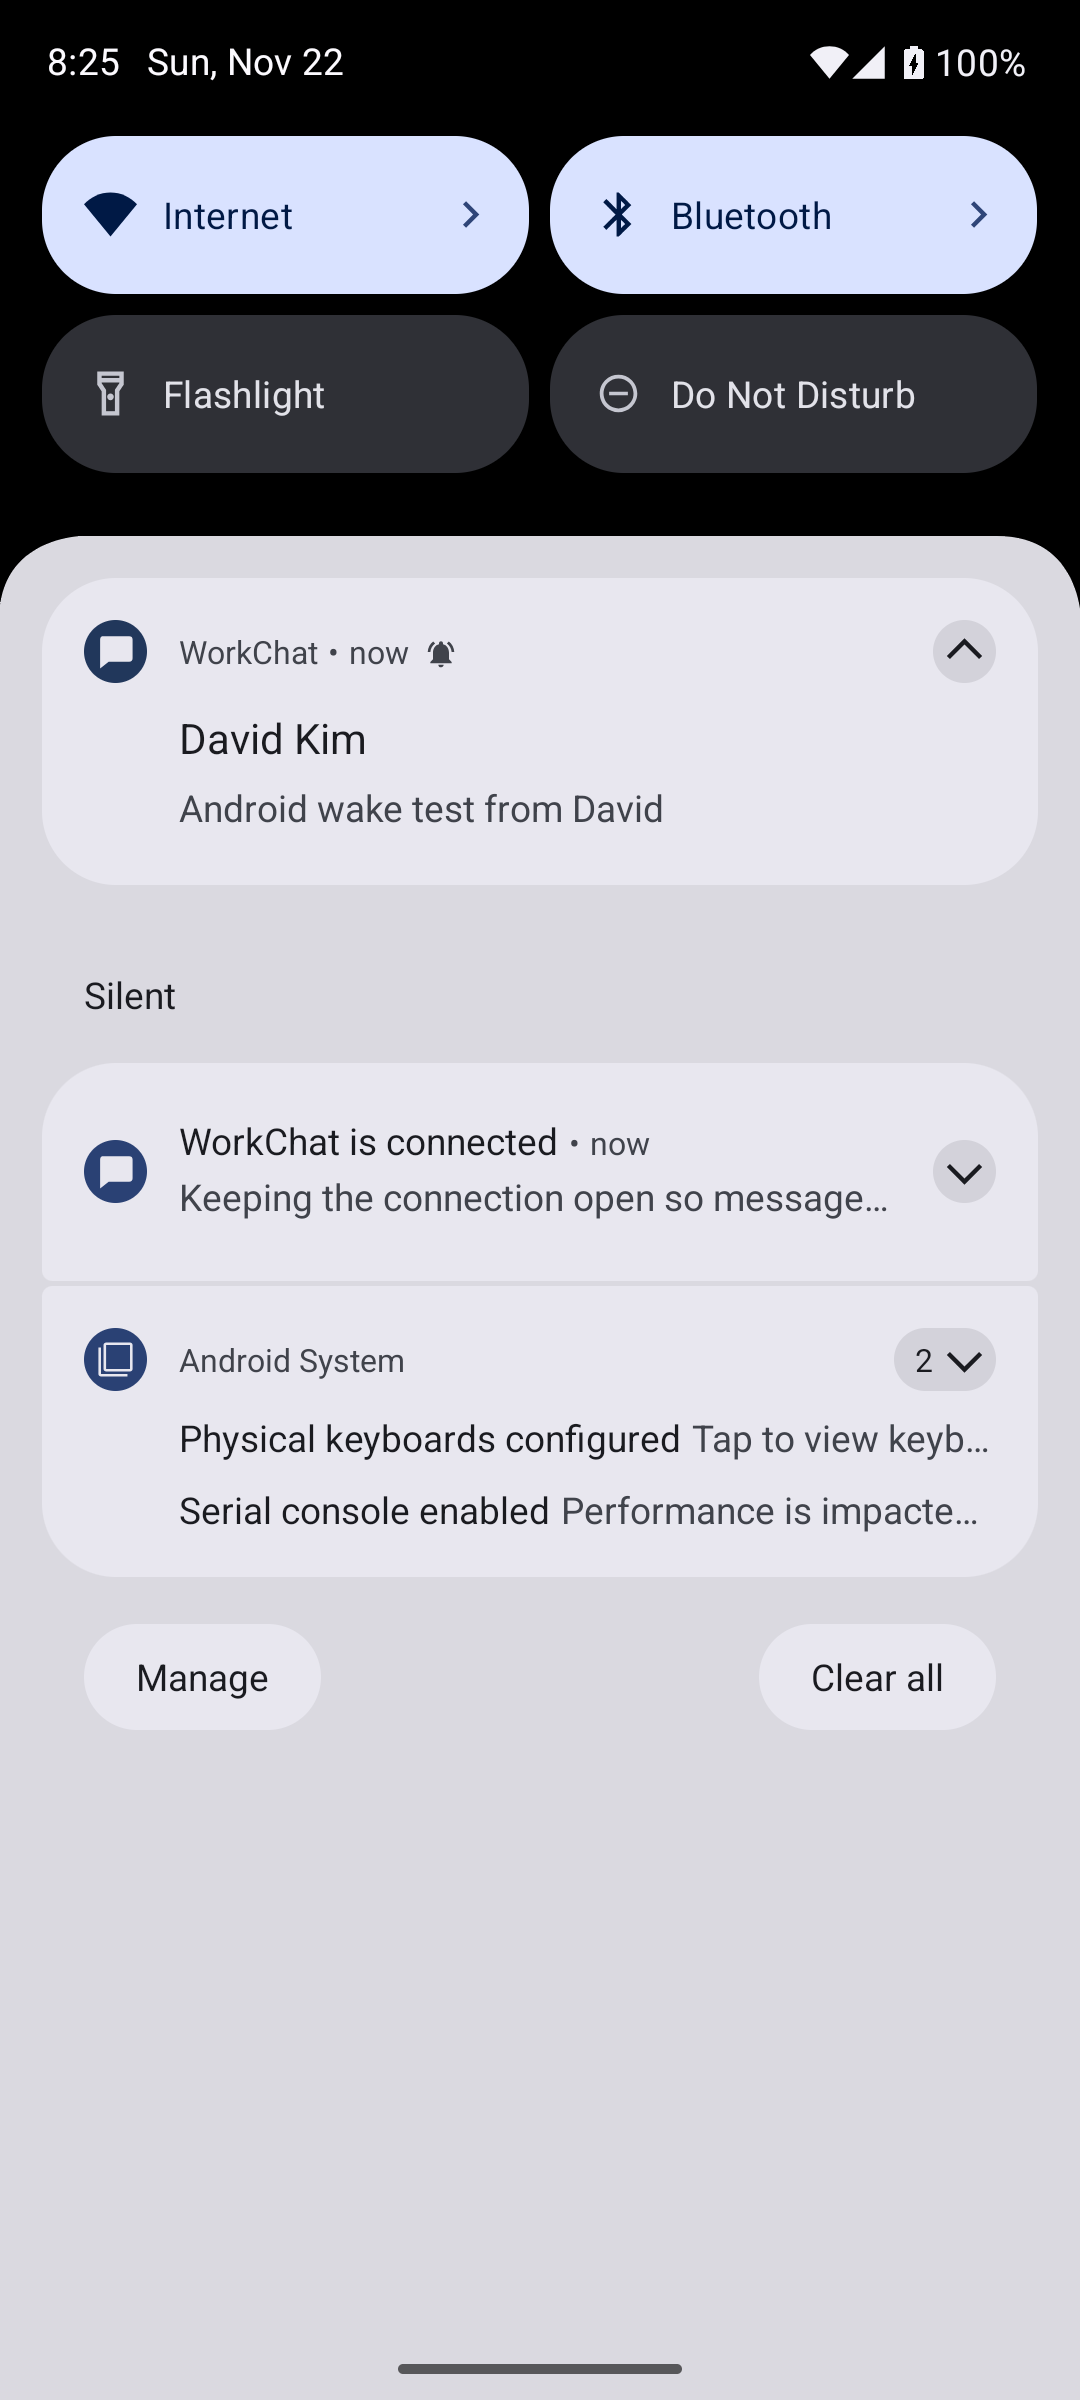 8:25 Sun, Nov 22 100%
Internet
Bluetooth
Flashlight
Do Not Disturb
WorkChat • now
David Kim
Android wake test from David
Silent
WorkChat is connected • now
Keeping the connection open so message…
Android System 2
Physical keyboards configured Tap to view keyb…
Serial console enabled Performance is impacte…
Manage
Clear all